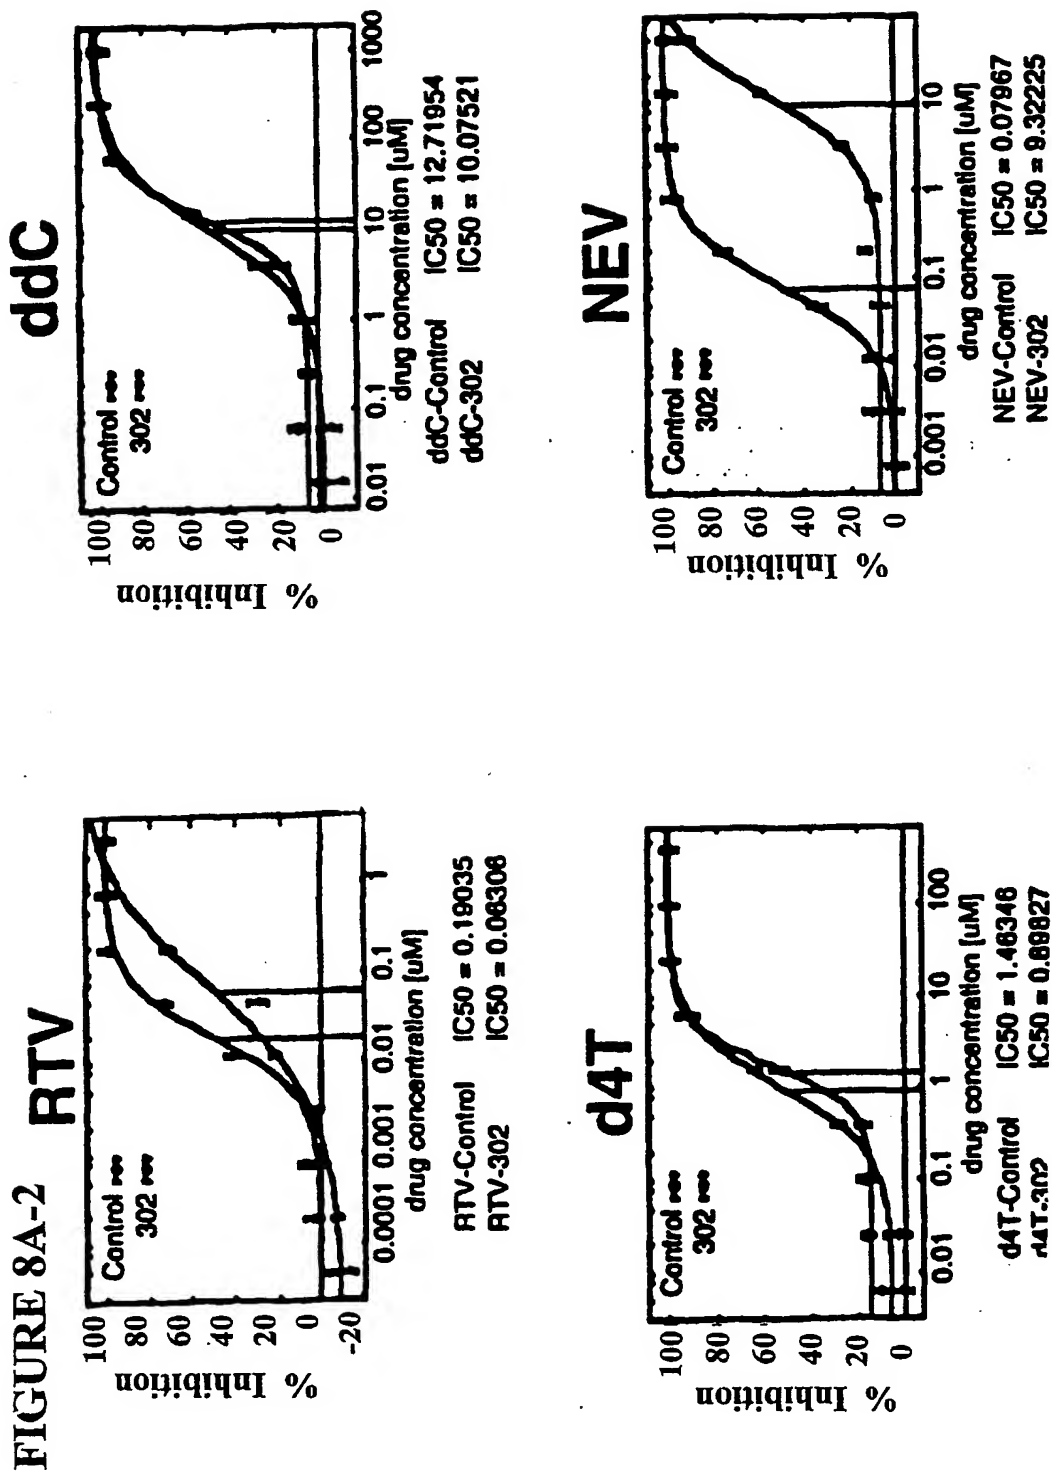 FIGURE 8A-2
RTV
% Inhibition
100
80
60
40
20
0
-20
Control
302
0.0001 0.001 0.01 0.1 1
drug concentration [uM]
RTV-Control IC50 = 0.19035
RTV-302 IC50 = 0.06306
ddC
% Inhibition
100
80
60
40
20
0
Control
302
0.01 0.1 1 10 100 1000
drug concentration [uM]
ddC-Control IC50 = 12.71954
ddC-302 IC50 = 10.07521
d4T
% Inhibition
100
80
60
40
20
0
Control
302
0.01 0.1 1 10 100
drug concentration [uM]
d4T-Control IC50 = 1.46346
d4T-302 IC50 = 0.89827
NEV
% Inhibition
100
80
60
40
20
0
Control
302
0.001 0.01 0.1 1 10
drug concentration [uM]
NEV-Control IC50 = 0.07967
NEV-302 IC50 = 9.32225